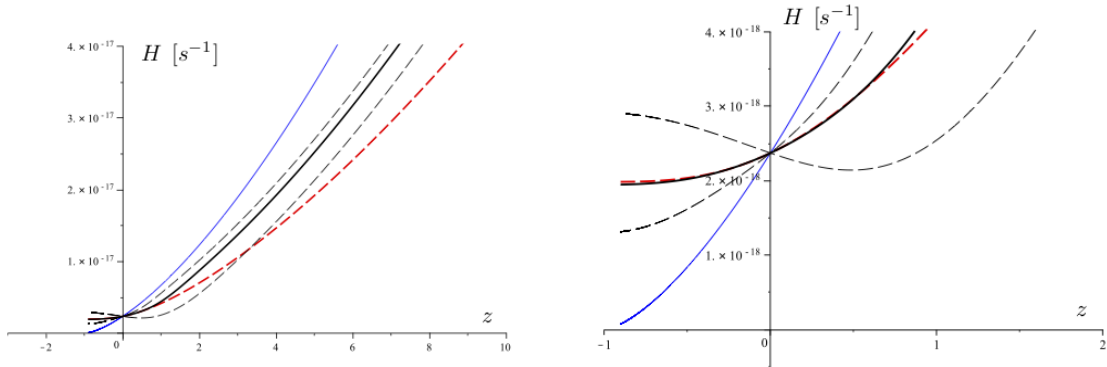 H [s⁻¹]
4. × 10⁻¹⁷
3. × 10⁻¹⁷
2. × 10⁻¹⁷
1. × 10⁻¹⁷
z
−2 0 2 4 6 8 10
H [s⁻¹]
4. × 10⁻¹⁸
3. × 10⁻¹⁸
2. × 10⁻¹⁸
1. × 10⁻¹⁸
z
−1 0 1 2